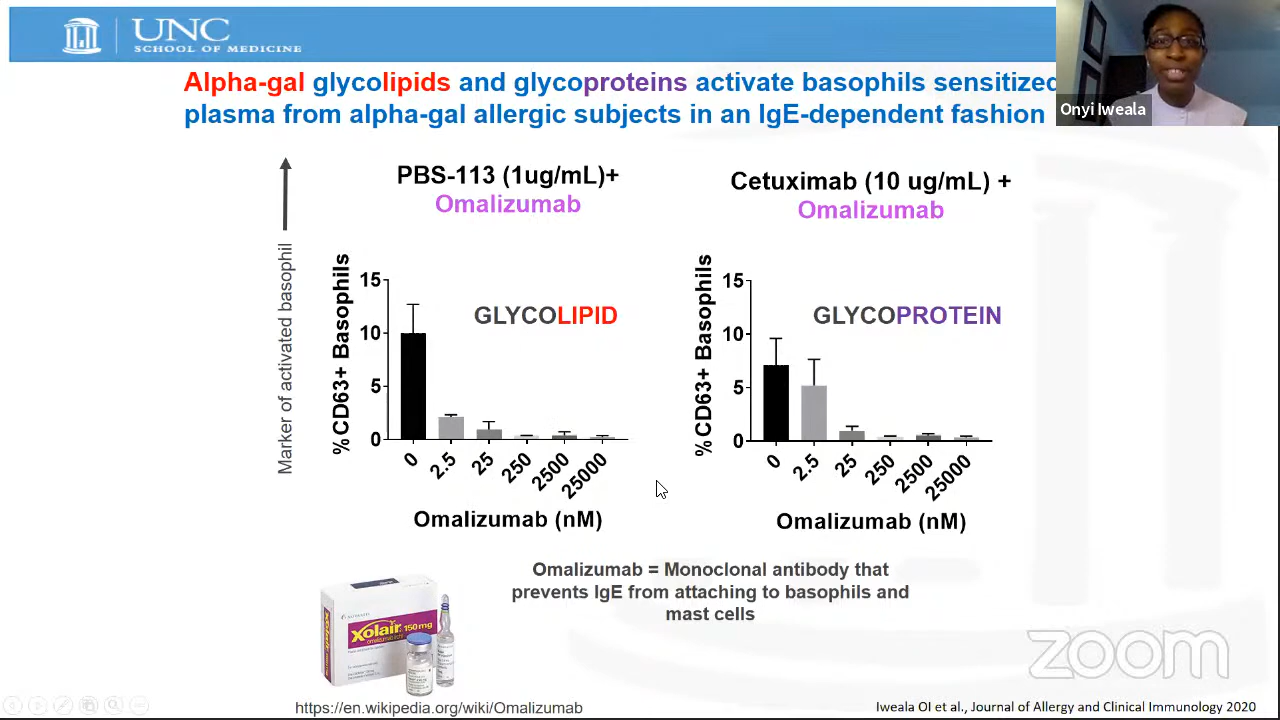 UNC
SCHOOL OF MEDICINE
Onyi Iweala
Alpha-gal glycolipids and glycoproteins activate basophils sensitized
plasma from alpha-gal allergic subjects in an IgE-dependent fashion
PBS-113 (1ug/mL)+
Omalizumab
Marker of activated basophil
%CD63+ Basophils
15
10
5
0
GLYCOLIPID
0
2.5
25
250
2500
25000
Omalizumab (nM)
Cetuximab (10 ug/mL) +
Omalizumab
%CD63+ Basophils
15
10
5
0
GLYCOPROTEIN
0
2.5
25
250
2500
25000
Omalizumab (nM)
Omalizumab = Monoclonal antibody that
prevents IgE from attaching to basophils and
mast cells
Xolair 150 mg
zoom
https://en.wikipedia.org/wiki/Omalizumab
Iweala OI et al., Journal of Allergy and Clinical Immunology 2020